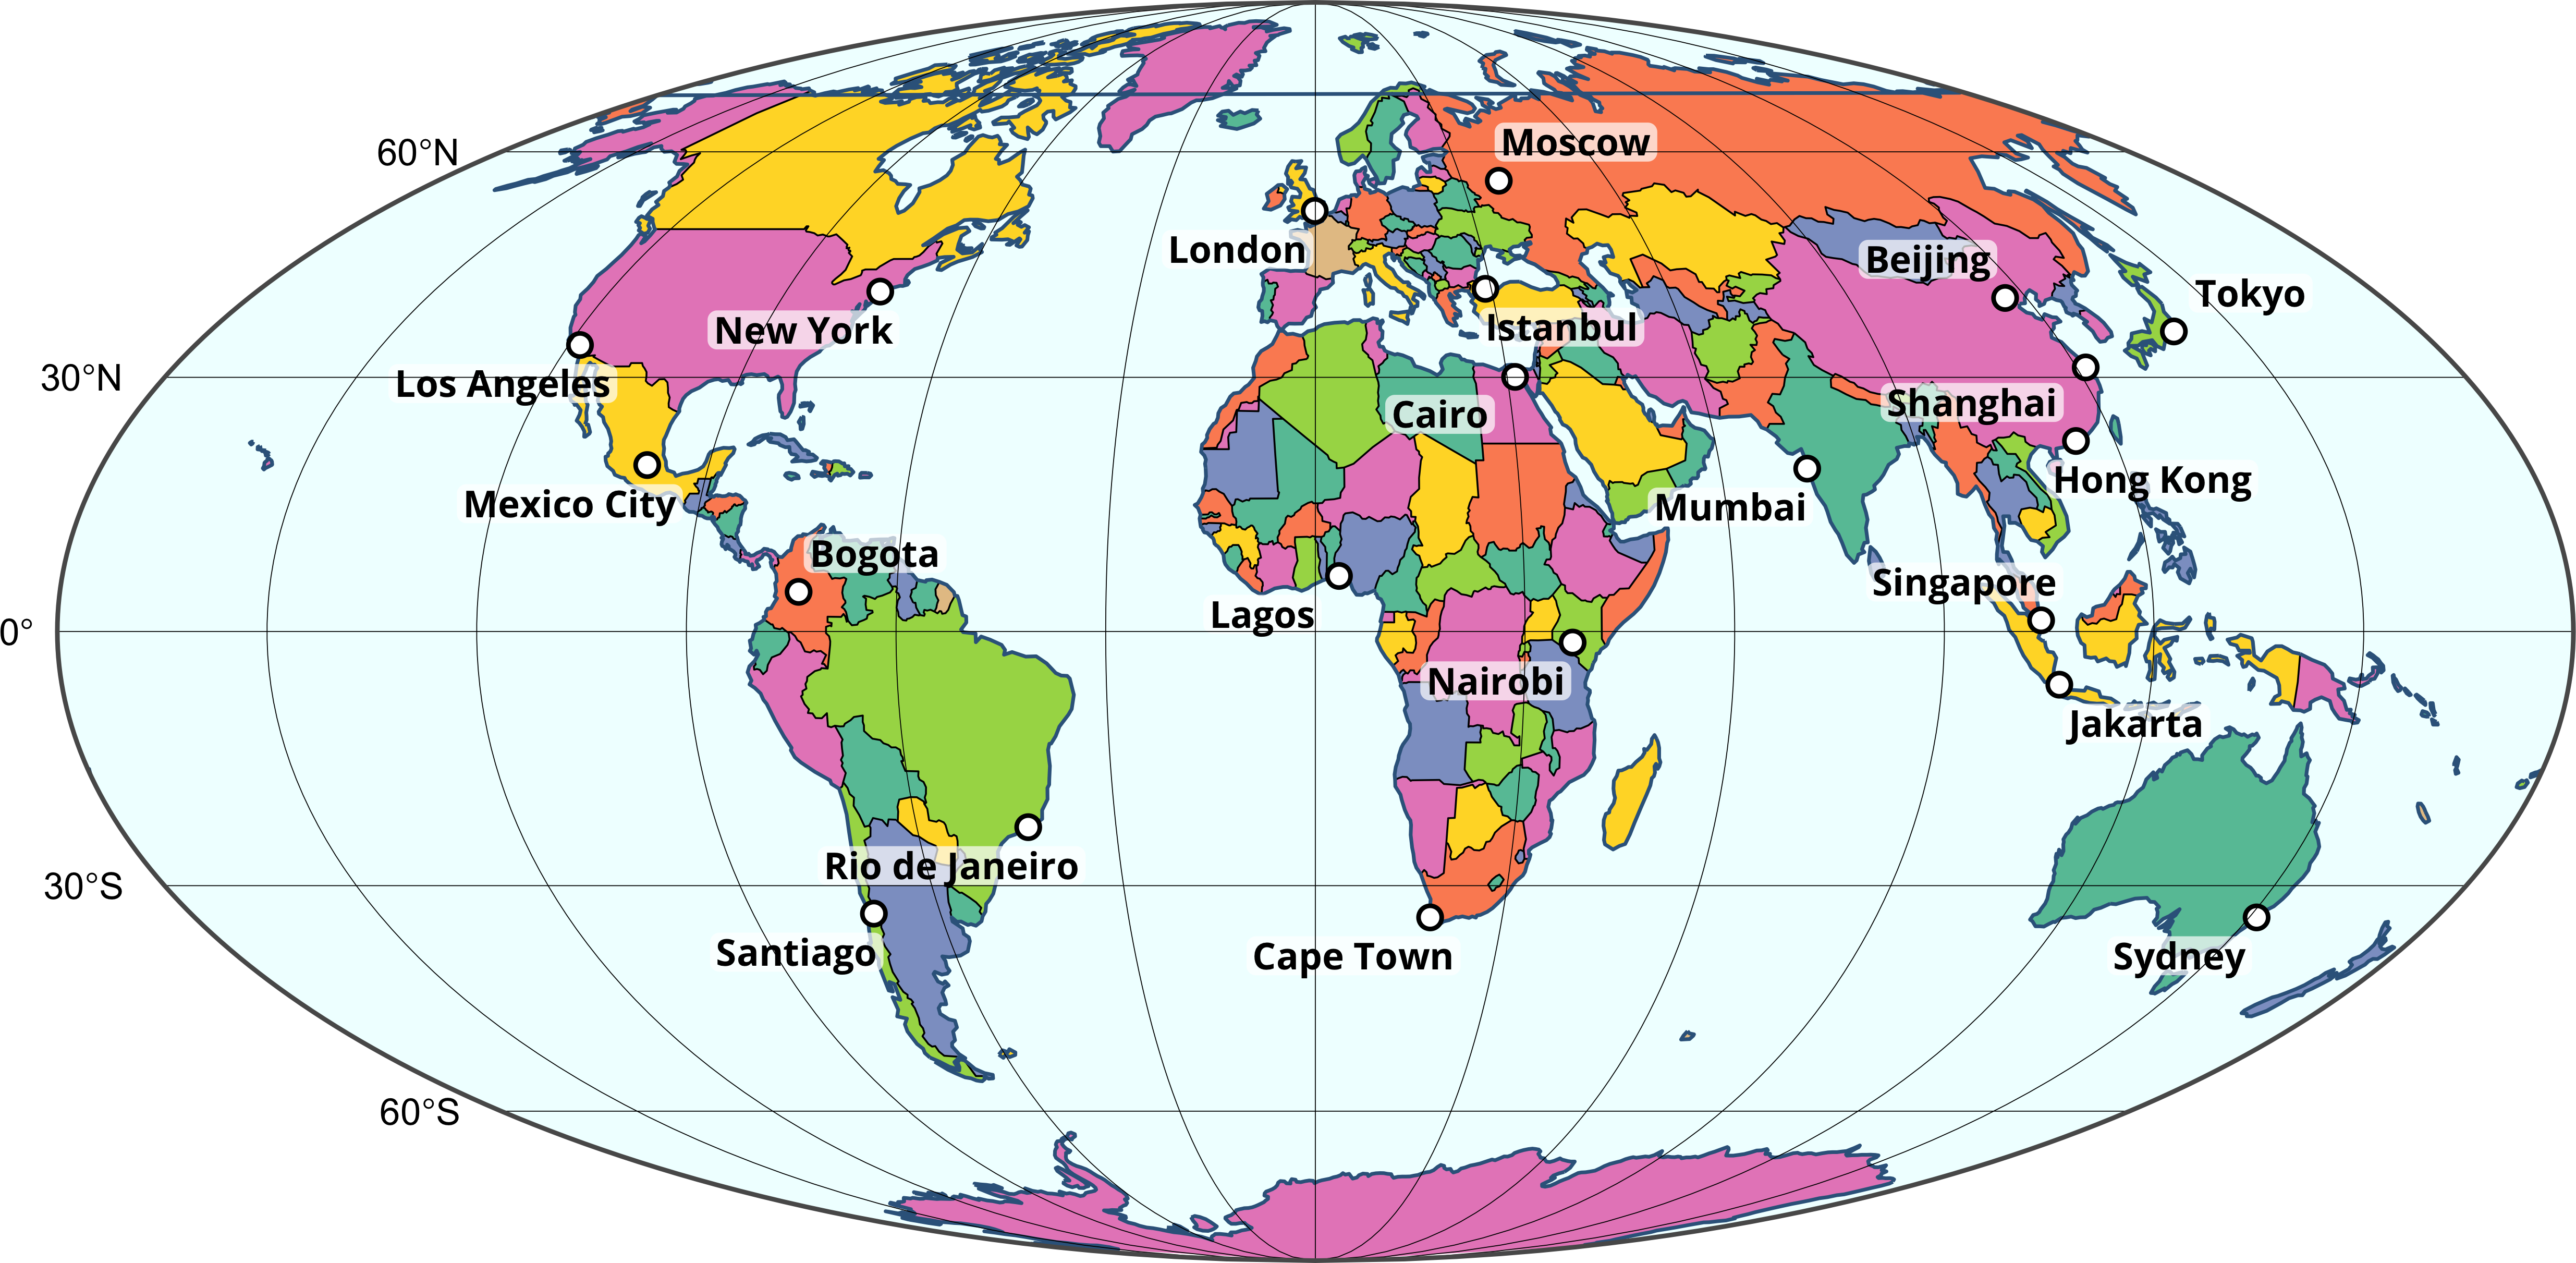 Moscow
60°N
London
Beijing
Tokyo
New York
Istanbul
Los Angeles
30°N
Cairo
Shanghai
Mexico City
Mumbai
Hong Kong
Bogota
Singapore
Lagos
0°
Nairobi
Jakarta
Rio de Janeiro
30°S
Santiago
Cape Town
Sydney
60°S